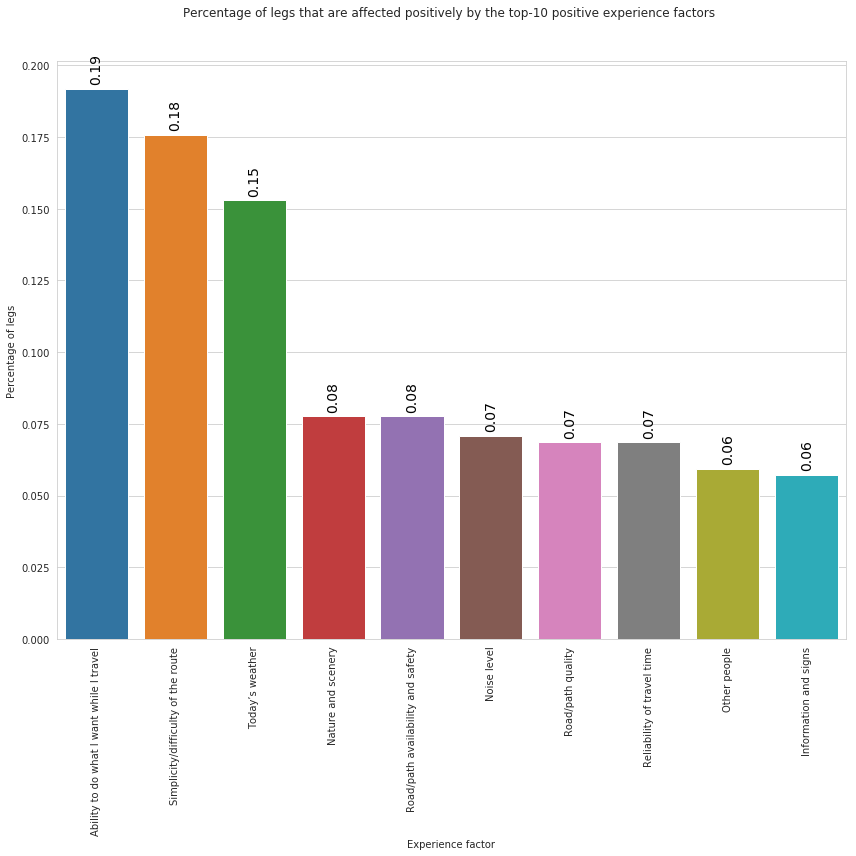 Percentage of legs that are affected positively by the top-10 positive experience factors
Percentage of legs
0.200
0.175
0.150
0.125
0.100
0.075
0.050
0.025
0.000
0.19
0.18
0.15
0.08
0.08
0.07
0.07
0.07
0.06
0.06
Ability to do what I want while I travel
Simplicity/difficulty of the route
Today's weather
Nature and scenery
Road/path availability and safety
Noise level
Road/path quality
Reliability of travel time
Other people
Information and signs
Experience factor